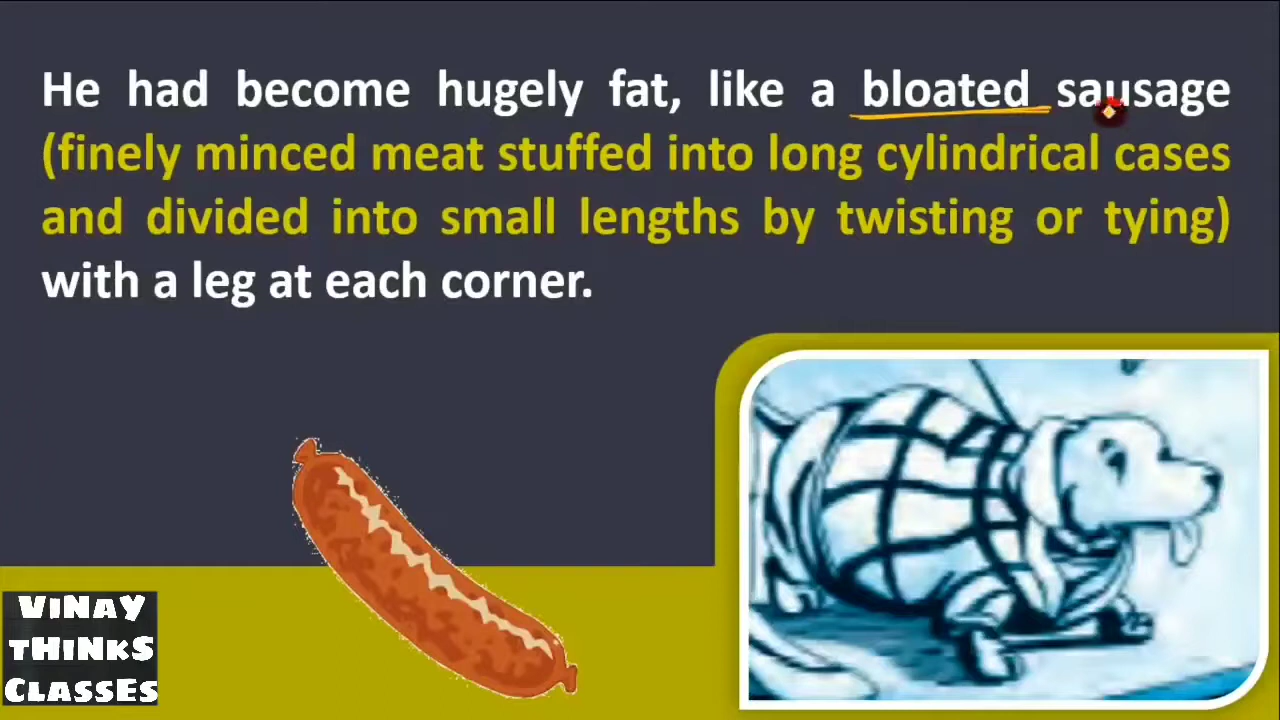 He had become hugely fat, like a bloated sausage
(finely minced meat stuffed into long cylindrical cases
and divided into small lengths by twisting or tying)
with a leg at each corner.
ViNAY
THiNKS
CLASSES